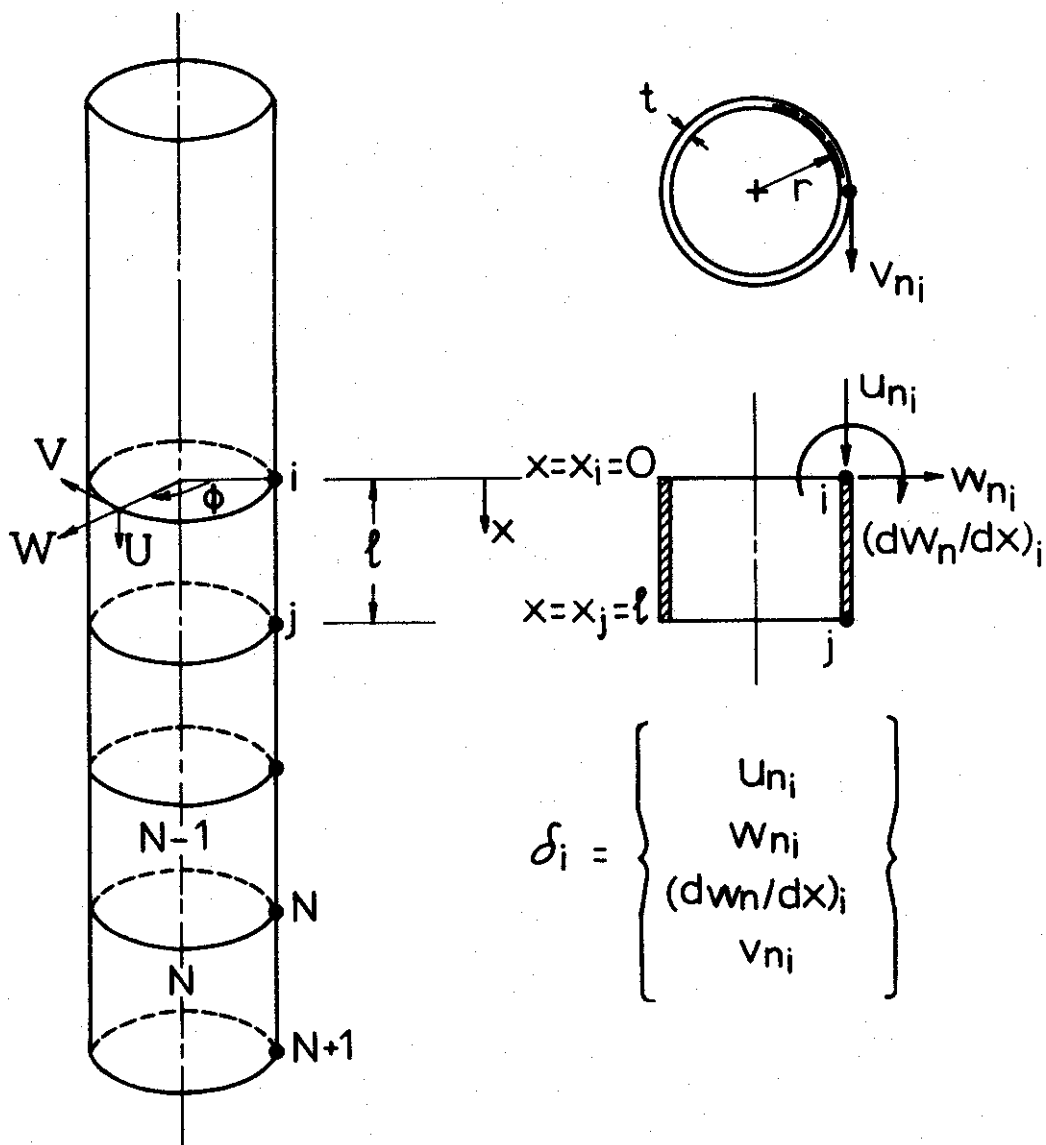 V
W
U
ϕ
i
j
ℓ
x
N-1
N
N
N+1
t
r
v_{n_i}
u_{n_i}
x=x_i=0
i
w_{n_i}
(dw_n/dx)_i
x=x_j=ℓ
j
δ_i = { u_{n_i}
w_{n_i}
(dw_n/dx)_i
v_{n_i} }